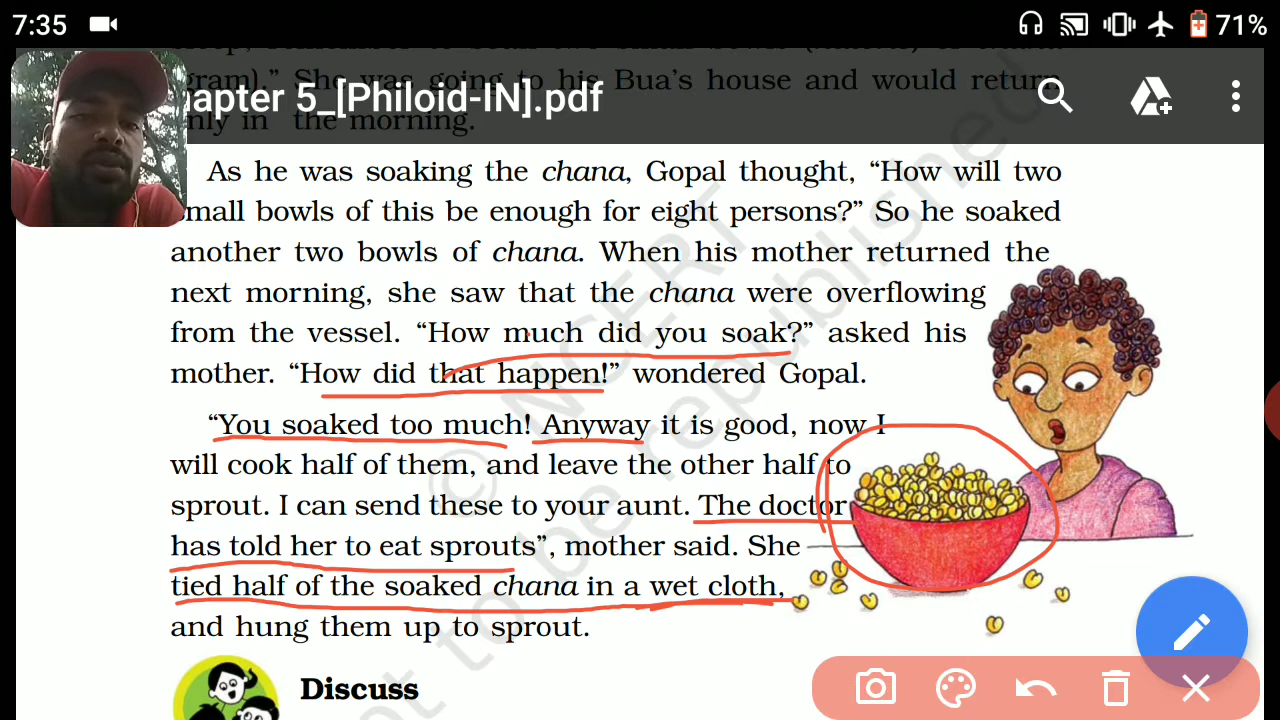 7:35
71%
gram)." She was going to his Bua's house and would return
apter 5_[Philoid-IN].pdf
in the morning.
As he was soaking the chana, Gopal thought, "How will two
small bowls of this be enough for eight persons?" So he soaked
another two bowls of chana. When his mother returned the
next morning, she saw that the chana were overflowing
from the vessel. "How much did you soak?" asked his
mother. "How did that happen!" wondered Gopal.
"You soaked too much! Anyway it is good, now I
will cook half of them, and leave the other half to
sprout. I can send these to your aunt. The doctor
has told her to eat sprouts", mother said. She
tied half of the soaked chana in a wet cloth,
and hung them up to sprout.
Discuss
© NCERT
not to be republished